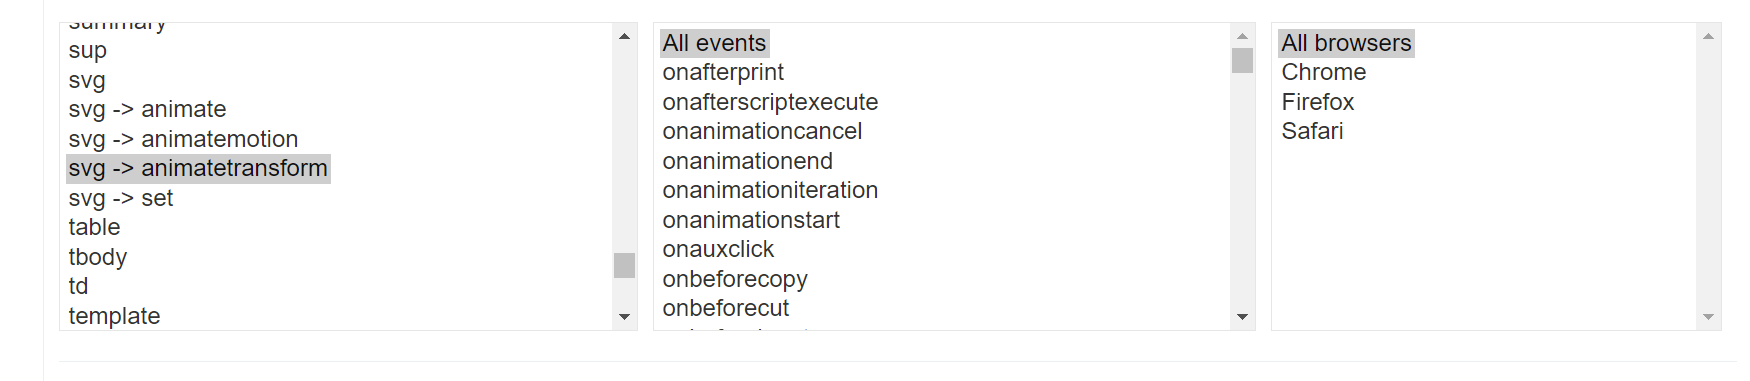 summary
sup
svg
svg -> animate
svg -> animatemotion
svg -> animatetransform
svg -> set
table
tbody
td
template
All events
onafterprint
onafterscriptexecute
onanimationcancel
onanimationend
onanimationiteration
onanimationstart
onauxclick
onbeforecopy
onbeforecut
All browsers
Chrome
Firefox
Safari